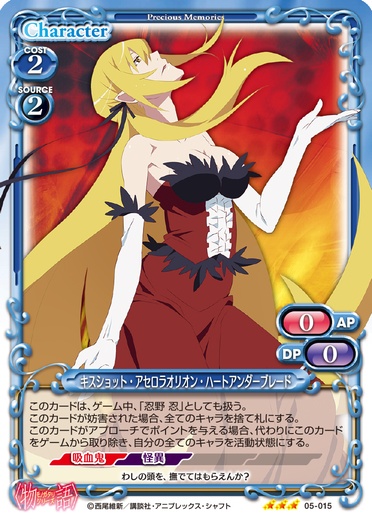 Precious Memories
Character
COST
2
SOURCE
2
0 AP
DP 0
キスショット・アセロラオリオン・ハートアンダーブレード
このカードは、ゲーム中、「忍野 忍」としても扱う。
このカードが妨害された場合、全てのキャラを捨て札にする。
このカードがアプローチでポイントを与える場合、代わりにこのカード
をゲームから取り除き、自分の全てのキャラを活動状態にする。
吸血鬼 怪異
わしの頭を、撫でてはもらえんか?
物語
©西尾維新／講談社・アニプレックス・シャフト
05-015